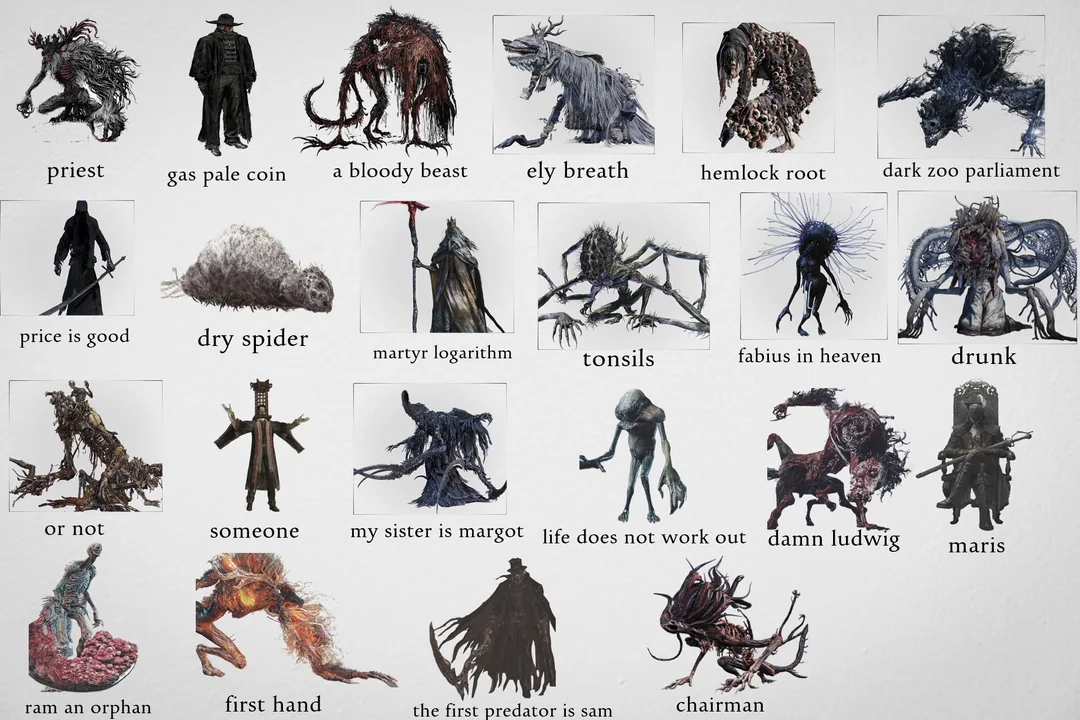 priest
gas pale coin
a bloody beast
ely breath
hemlock root
dark zoo parliament
price is good
dry spider
martyr logarithm
tonsils
fabius in heaven
drunk
or not
someone
my sister is margot
life does not work out
damn ludwig
maris
ram an orphan
first hand
the first predator is sam
chairman